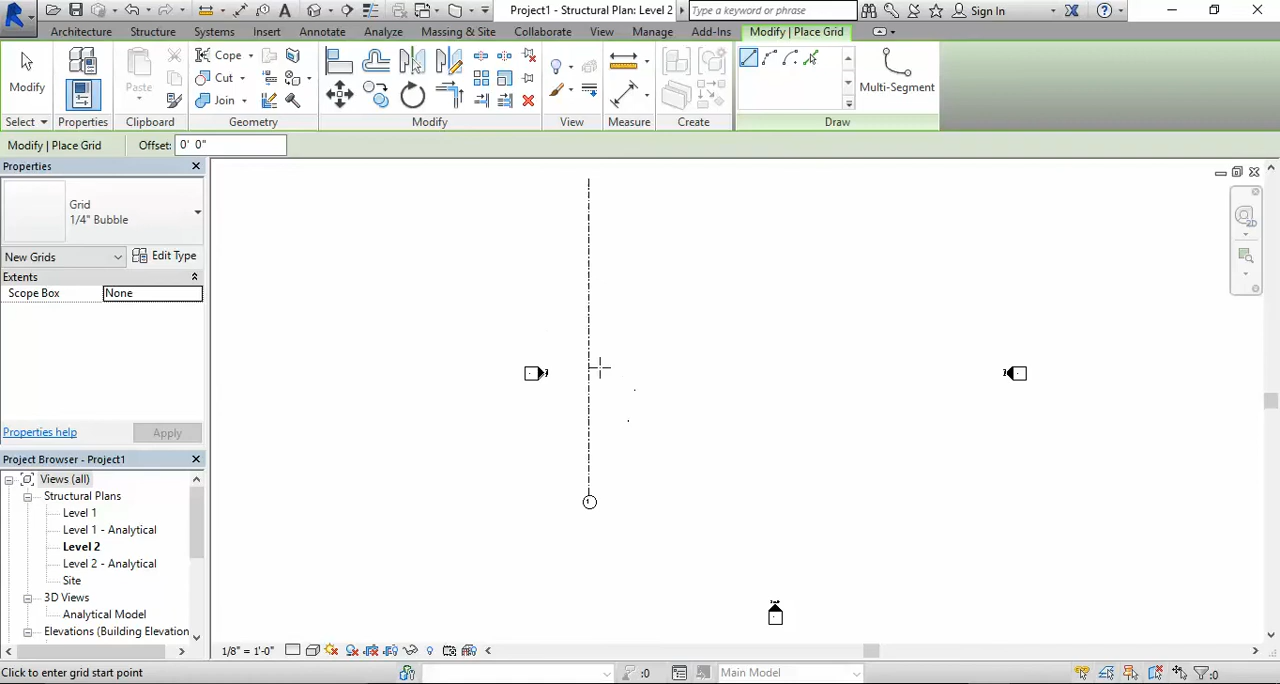 Project1 - Structural Plan: Level 2
Type a keyword or phrase
Sign In
Architecture
Structure
Systems
Insert
Annotate
Analyze
Massing & Site
Collaborate
View
Manage
Add-Ins
Modify | Place Grid
Modify
Paste
Cope
Cut
Join
Multi-Segment
Select
Properties
Clipboard
Geometry
Modify
View
Measure
Create
Draw
Modify | Place Grid
Offset:
0' 0"
Properties
Grid
1/4" Bubble
New Grids
Edit Type
Extents
Scope Box
None
Properties help
Apply
Project Browser - Project1
Views (all)
Structural Plans
Level 1
Level 1 - Analytical
Level 2
Level 2 - Analytical
Site
3D Views
Analytical Model
Elevations (Building Elevation
1
2D
1/8" = 1'-0"
Click to enter grid start point
:0
Main Model
:0